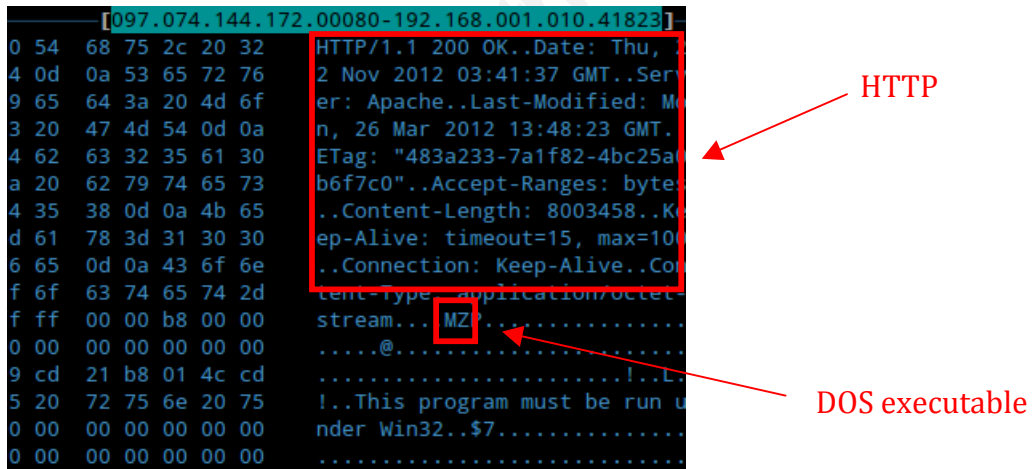 [097.074.144.172.00080-192.168.001.010.41823]
0 54 68 75 2c 20 32 HTTP/1.1 200 OK..Date: Thu, 2
4 0d 0a 53 65 72 76 2 Nov 2012 03:41:37 GMT..Serv
9 65 64 3a 20 4d 6f er: Apache..Last-Modified: Mo
3 20 47 4d 54 0d 0a n, 26 Mar 2012 13:48:23 GMT.
HTTP
4 62 63 32 35 61 30 ETag: "483a233-7a1f82-4bc25a0
a 20 62 79 74 65 73 b6f7c0"..Accept-Ranges: bytes
4 35 38 0d 0a 4b 65 ..Content-Length: 8003458..Ke
d 61 78 3d 31 30 30 ep-Alive: timeout=15, max=100
6 65 0d 0a 43 6f 6e ..Connection: Keep-Alive..Con
f 6f 63 74 65 74 2d tent-Type: application/octet-
f ff 00 00 b8 00 00 stream....MZP................
0 00 00 00 00 00 00 .....@.......................
9 cd 21 b8 01 4c cd .........................!..L.
5 20 72 75 6e 20 75 !..This program must be run u
DOS executable
0 00 00 00 00 00 00 nder Win32..$7...............
0 00 00 00 00 00 00 .............................